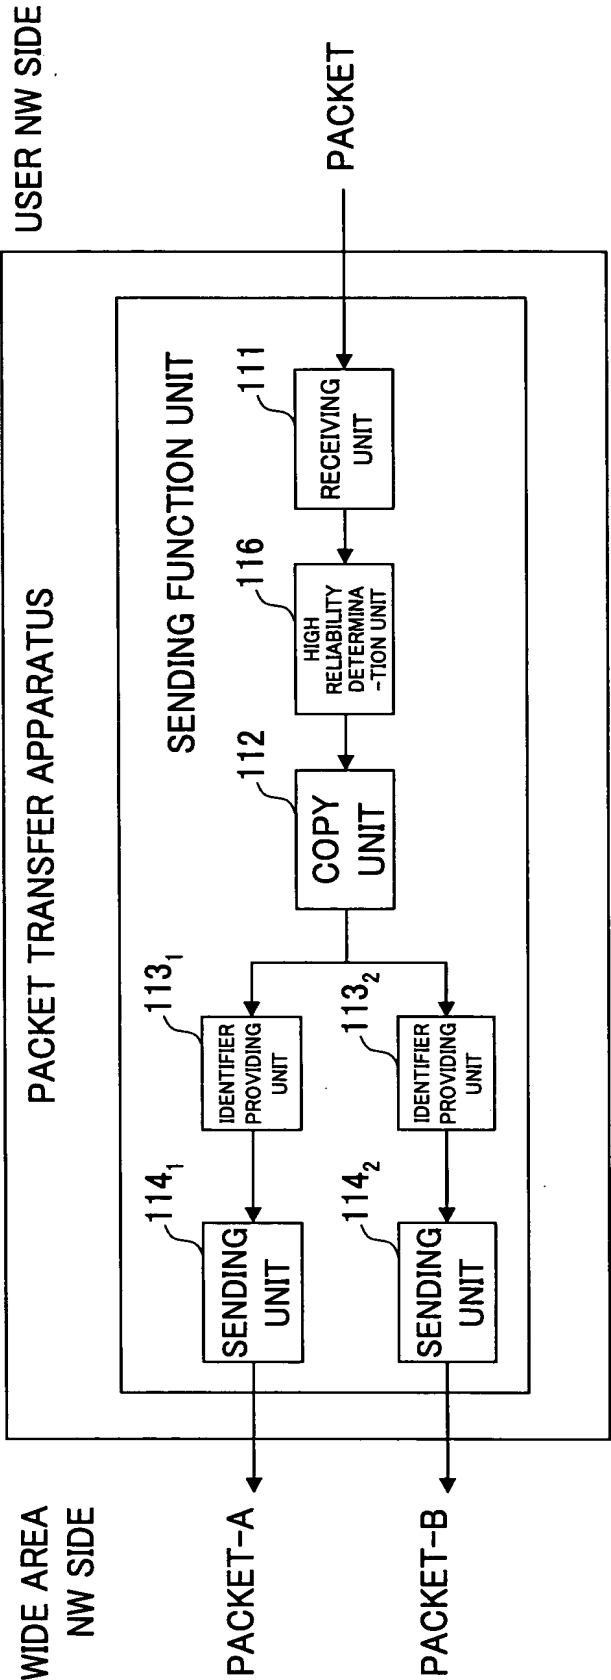 WIDE AREA
NW SIDE
USER NW SIDE
PACKET TRANSFER APPARATUS
SENDING FUNCTION UNIT
PACKET-A
PACKET-B
114₁
SENDING
UNIT
114₂
SENDING
UNIT
113₁
IDENTIFIER
PROVIDING
UNIT
113₂
IDENTIFIER
PROVIDING
UNIT
112
COPY
UNIT
116
HIGH
RELIABILITY
DETERMINA
-TION UNIT
111
RECEIVING
UNIT
PACKET